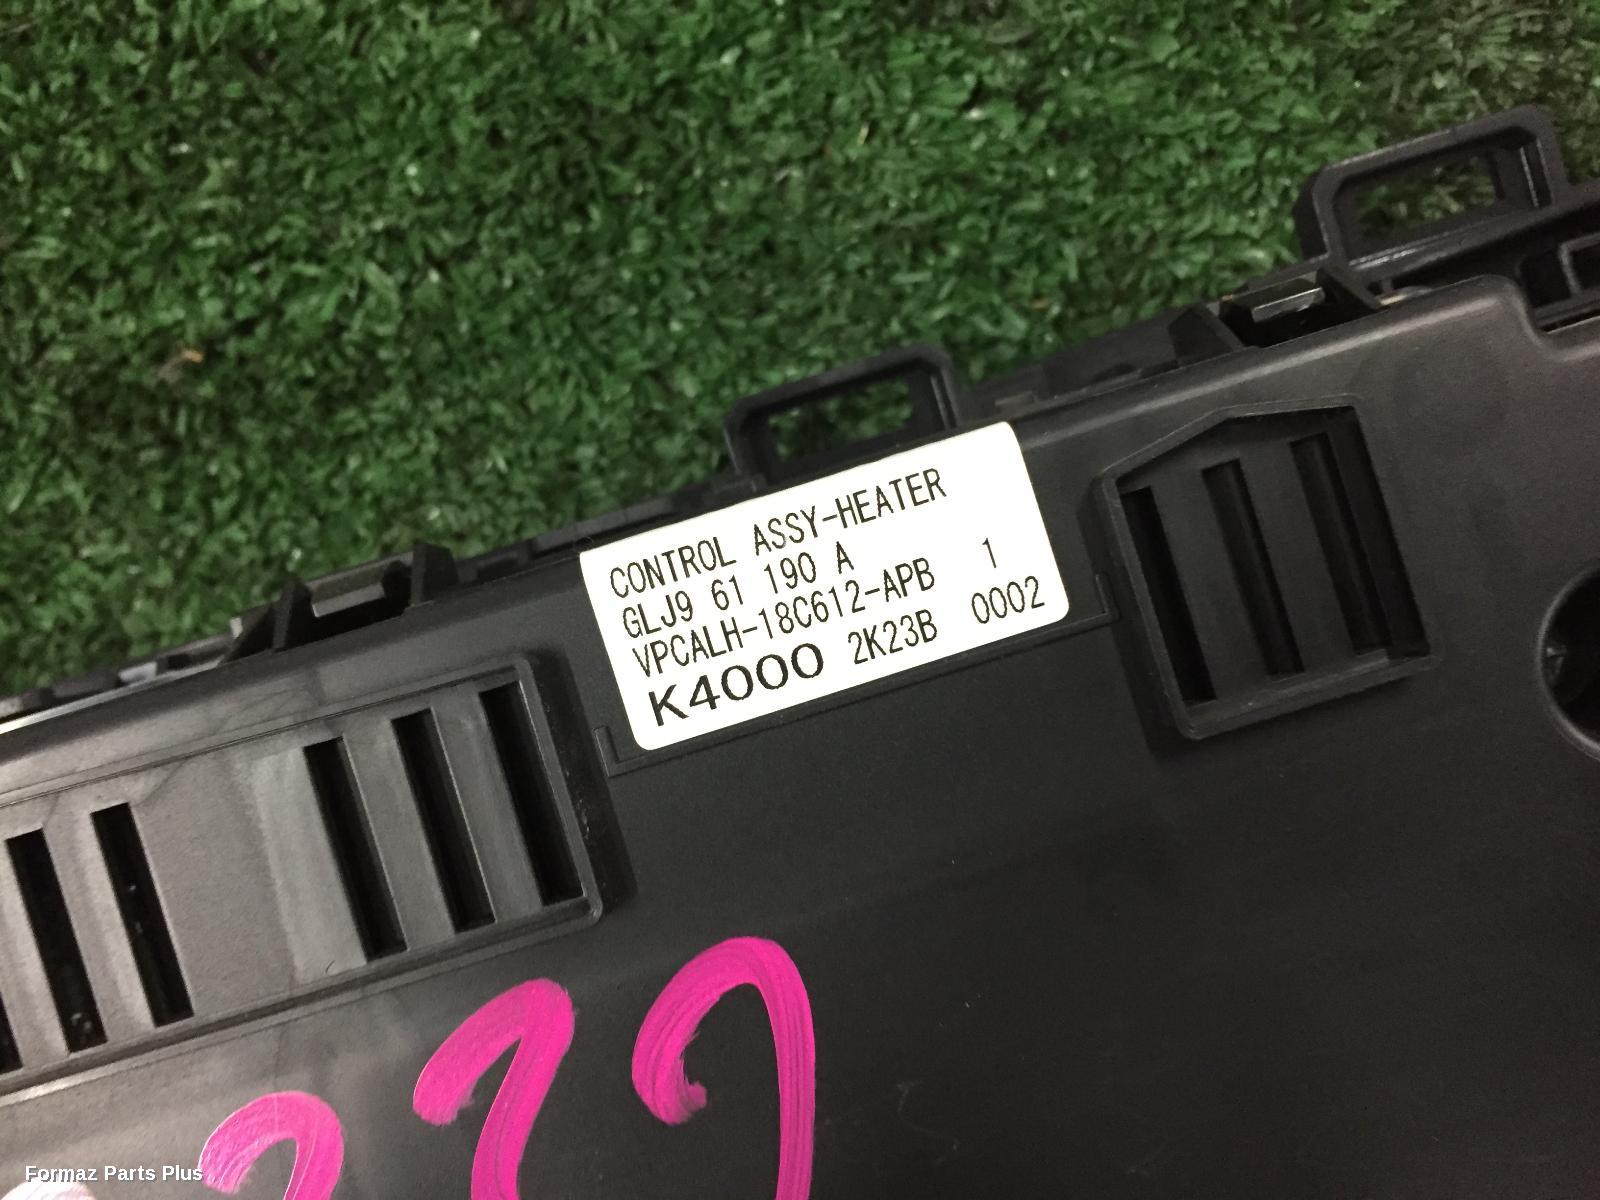 CONTROL ASSY-HEATER
GLJ9 61 190 A
VPCALH-18C612-APB 1
K4000 2K23B 0002
Formaz Parts Plus